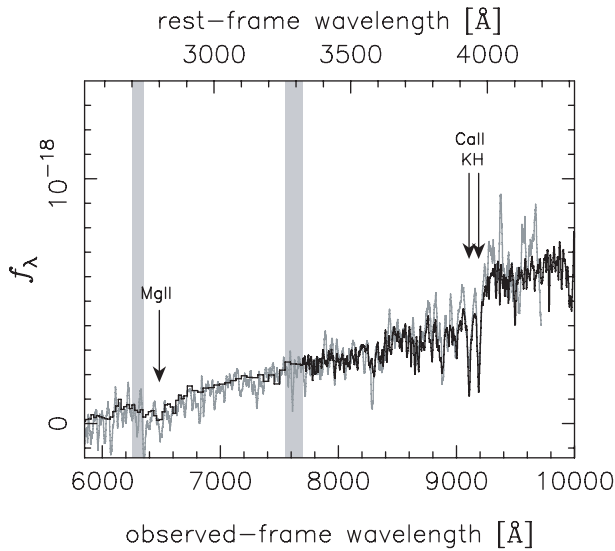 rest−frame wavelength [Å]
3000 3500 4000
10⁻¹⁸
CaII
KH
fλ
MgII
0
6000 7000 8000 9000 10000
observed−frame wavelength [Å]